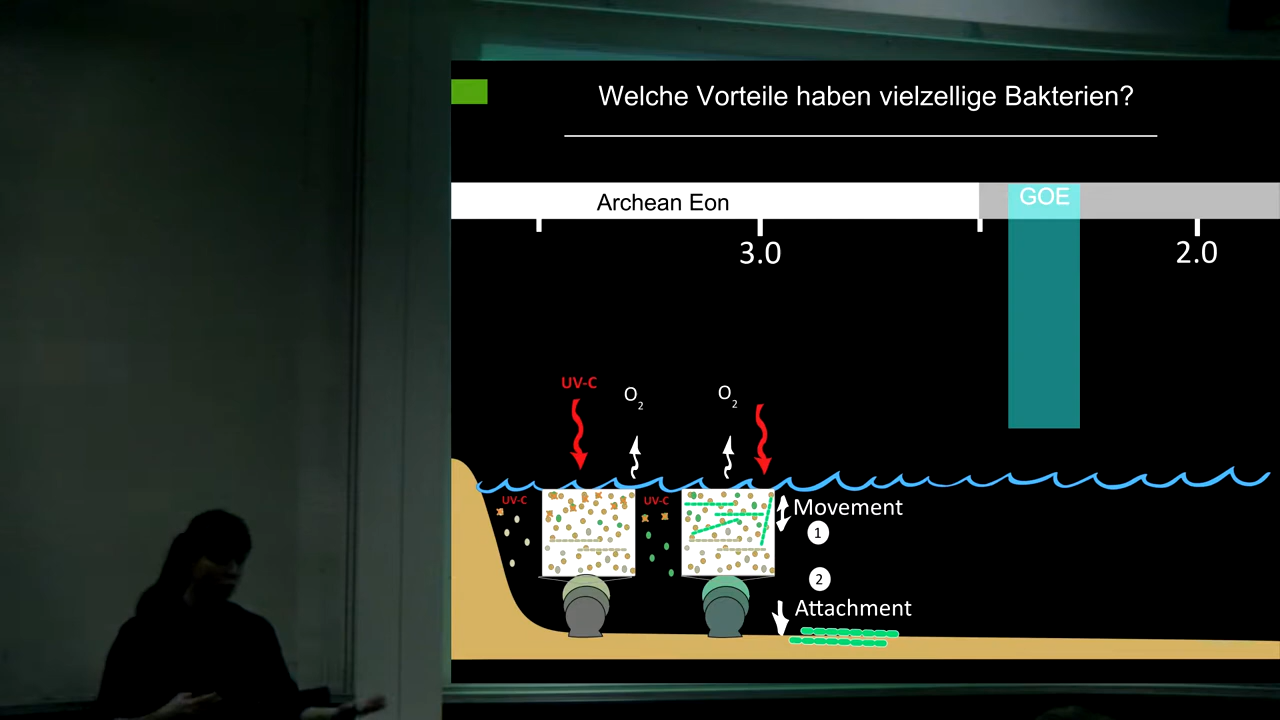 Welche Vorteile haben vielzellige Bakterien?
Archean Eon
GOE
3.0
2.0
UV-C
O2
O2
UV-C
UV-C
Movement
1
2
Attachment